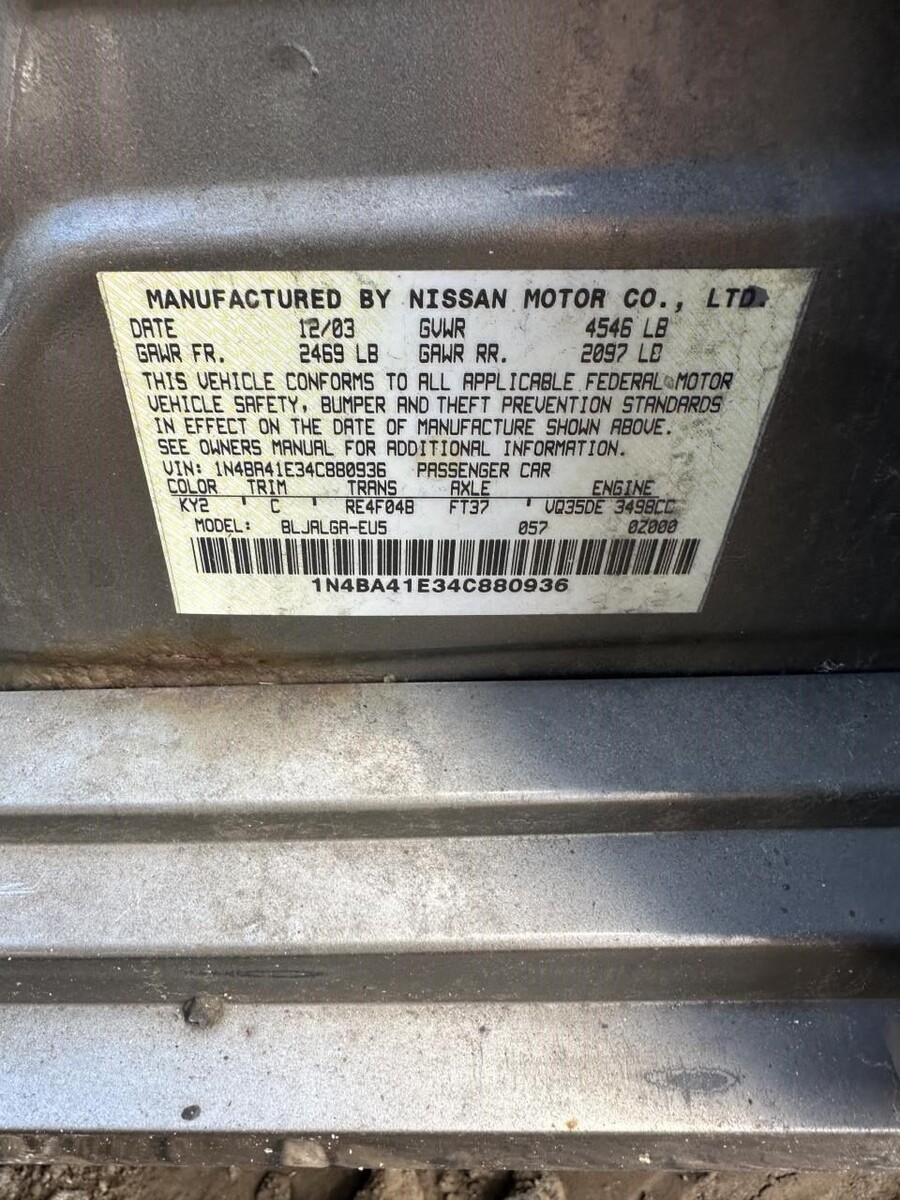 MANUFACTURED BY NISSAN MOTOR CO., LTD.
DATE 12/03 GVWR 4546 LB
GAWR FR. 2469 LB GAWR RR. 2097 LB
THIS VEHICLE CONFORMS TO ALL APPLICABLE FEDERAL MOTOR
VEHICLE SAFETY, BUMPER AND THEFT PREVENTION STANDARDS
IN EFFECT ON THE DATE OF MANUFACTURE SHOWN ABOVE.
SEE OWNERS MANUAL FOR ADDITIONAL INFORMATION.
VIN: 1N4BA41E34C880936 PASSENGER CAR
COLOR TRIM TRANS AXLE ENGINE
KY2 ' C ' RE4F04B FT37 ' VQ35DE 3498CC
MODEL: BLJALGA-EU5 057 0Z000
1N4BA41E34C880936